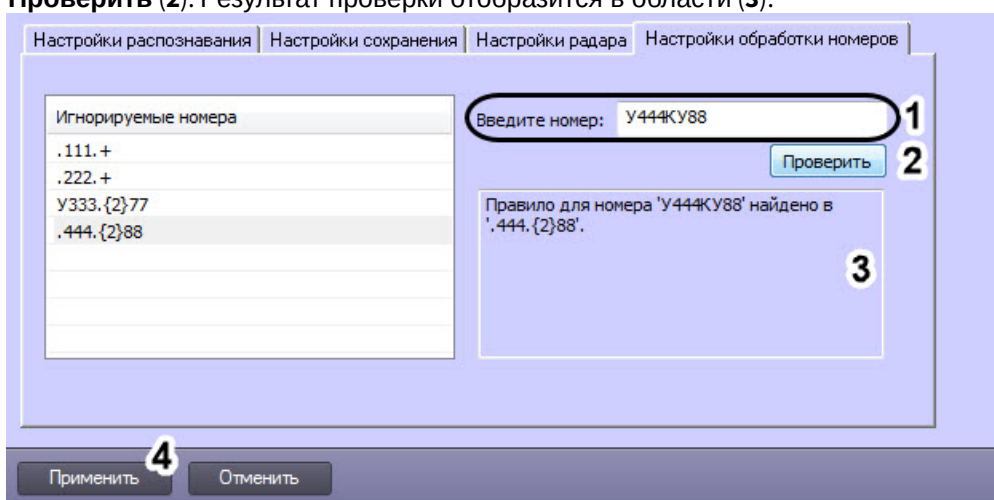 Проверить (2). Результат проверки отобразится в области (3).
Настройки распознавания Настройки сохранения Настройки радара Настройки обработки номеров
Игнорируемые номера
.111.+
.222.+
У333.{2}77
.444.{2}88
Введите номер: У444КУ88 1
Проверить 2
Правило для номера 'У444КУ88' найдено в
'.444.{2}88'.
3
4
Применить Отменить